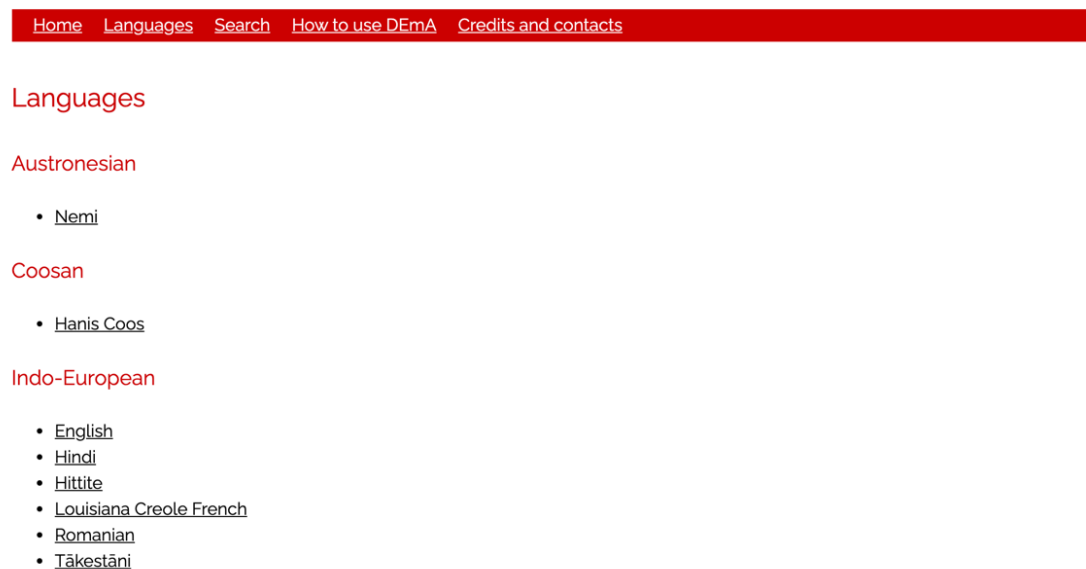 Home Languages Search How to use DEmA Credits and contacts
Languages
Austronesian
• Nemi
Coosan
• Hanis Coos
Indo-European
• English
• Hindi
• Hittite
• Louisiana Creole French
• Romanian
• Tākestāni